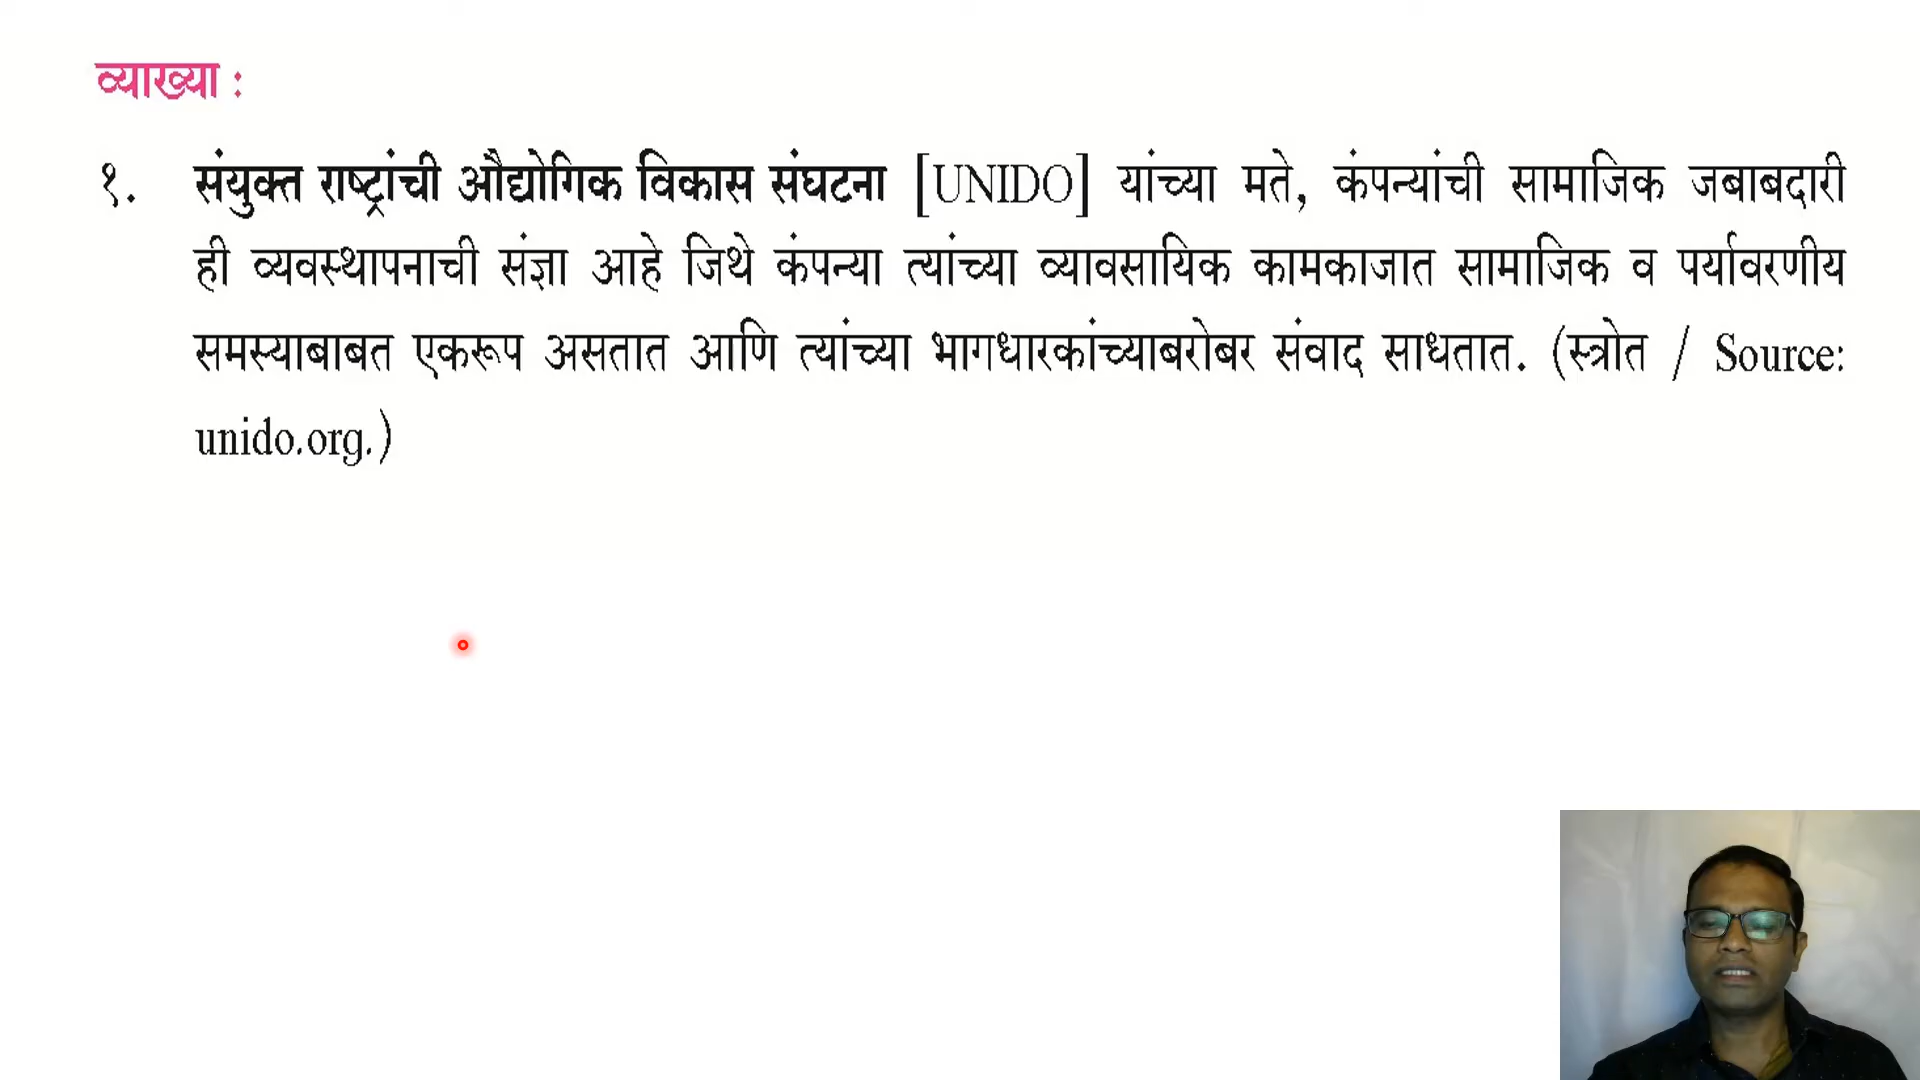 व्याख्या :
१. संयुक्त राष्ट्रांची औद्योगिक विकास संघटना [UNIDO] यांच्या मते, कंपन्यांची सामाजिक जबाबदारी
ही व्यवस्थापनाची संज्ञा आहे जिथे कंपन्या त्यांच्या व्यावसायिक कामकाजात सामाजिक व पर्यावरणीय
समस्याबाबत एकरूप असतात आणि त्यांच्या भागधारकांच्याबरोबर संवाद साधतात. (स्त्रोत / Source:
unido.org.)